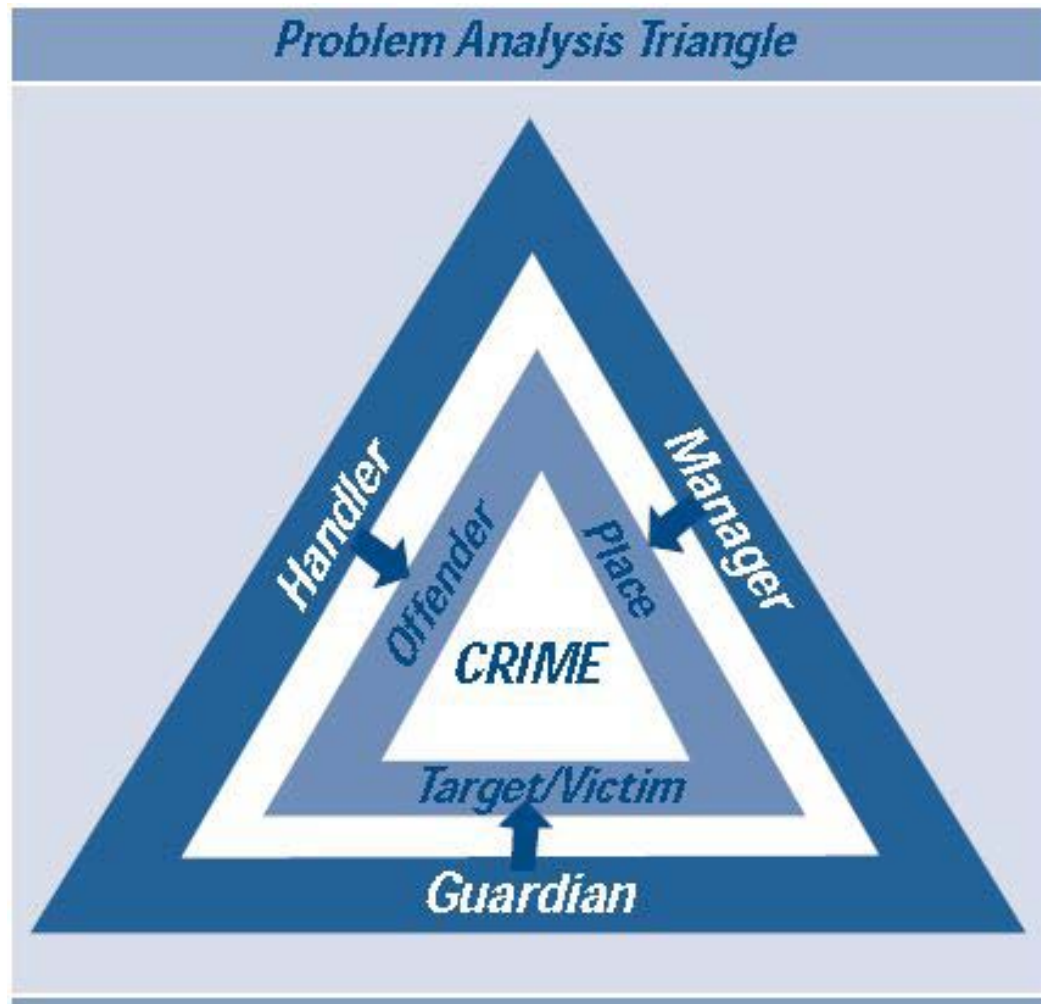 Problem Analysis Triangle
Handler
Manager
Offender
Place
CRIME
Target/Victim
Guardian